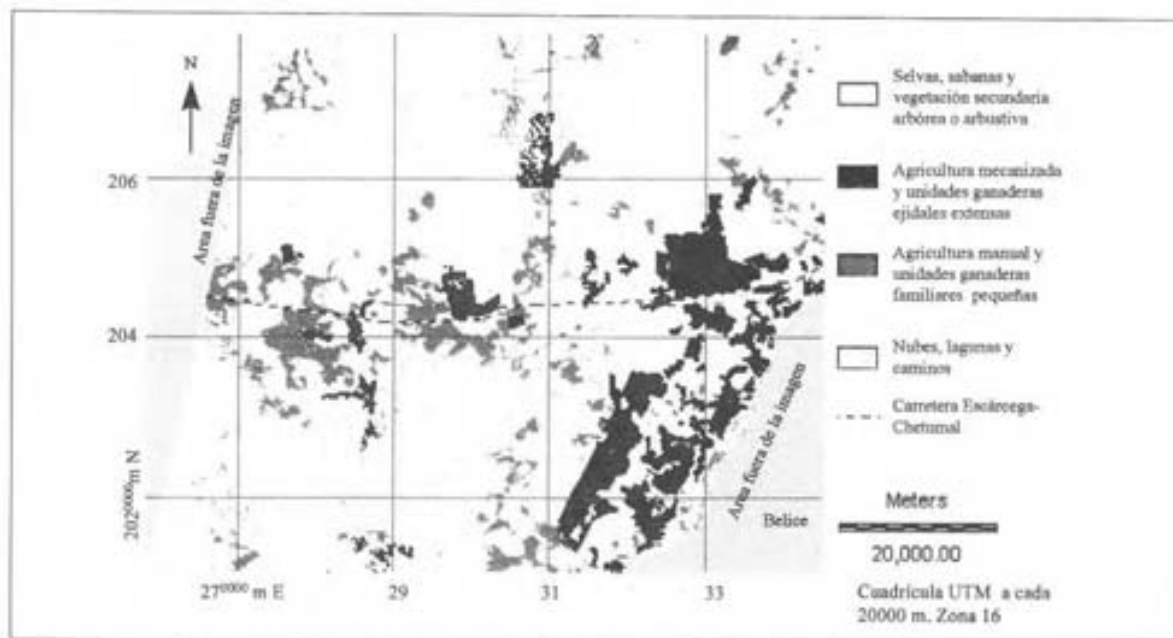 N
Area fuera de la imagen
206
204
202⁰⁰⁰⁰m N
27⁰⁰⁰⁰ m E
29
31
33
Area fuera de la imagen
Belice
Selvas, sabanas y
vegetación secundaria
arbórea o arbustiva
Agricultura mecanizada
y unidades ganaderas
ejidales extensas
Agricultura manual y
unidades ganaderas
familiares pequeñas
Nubes, lagunas y
caminos
Carretera Escárcega-
Chetumal
Meters
20,000.00
Cuadrícula UTM a cada
20000 m. Zona 16